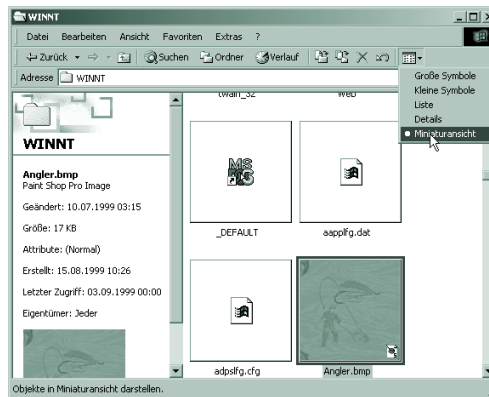 WINNT
Datei Bearbeiten Ansicht Favoriten Extras ?
Zurück Suchen Ordner Verlauf
Adresse WINNT
Große Symbole
Kleine Symbole
Liste
Details
Miniaturansicht
WINNT
Angler.bmp
Paint Shop Pro Image
Geändert: 10.07.1999 03:15
Größe: 17 KB
Attribute: (Normal)
Erstellt: 15.08.1999 10:26
Letzter Zugriff: 03.09.1999 00:00
Eigentümer: Jeder
twain_32 Web
MS DOS
_DEFAULT aapplfg.dat
adpslfg.cfg Angler.bmp
Objekte in Miniaturansicht darstellen.